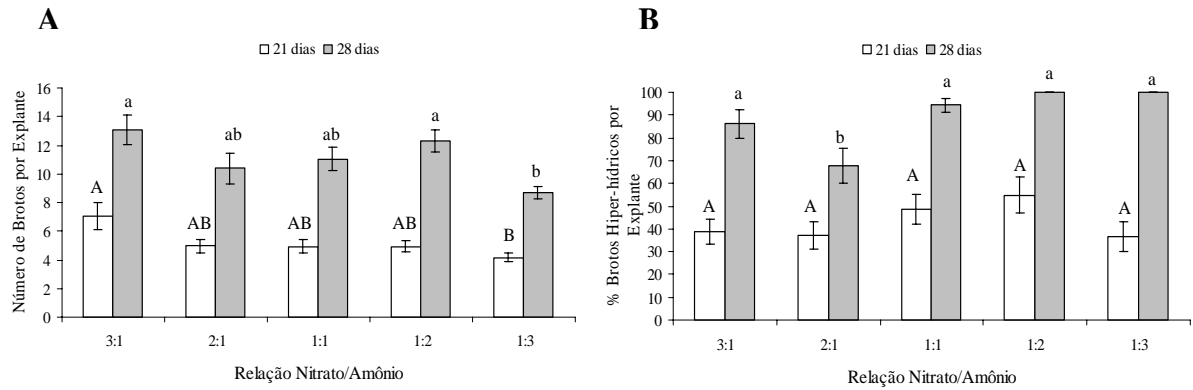 A
21 dias 28 dias
Número de Brotos por Explante
16
14
12
10
8
6
4
2
0
A a
AB ab
AB ab
AB a
B b
3:1 2:1 1:1 1:2 1:3
Relação Nitrato/Amônio
B
21 dias 28 dias
% Brotos Hiper-hídricos por
Explante
100
90
80
70
60
50
40
30
20
10
0
A a
A b
A a
A a
A a
3:1 2:1 1:1 1:2 1:3
Relação Nitrato/Amônio